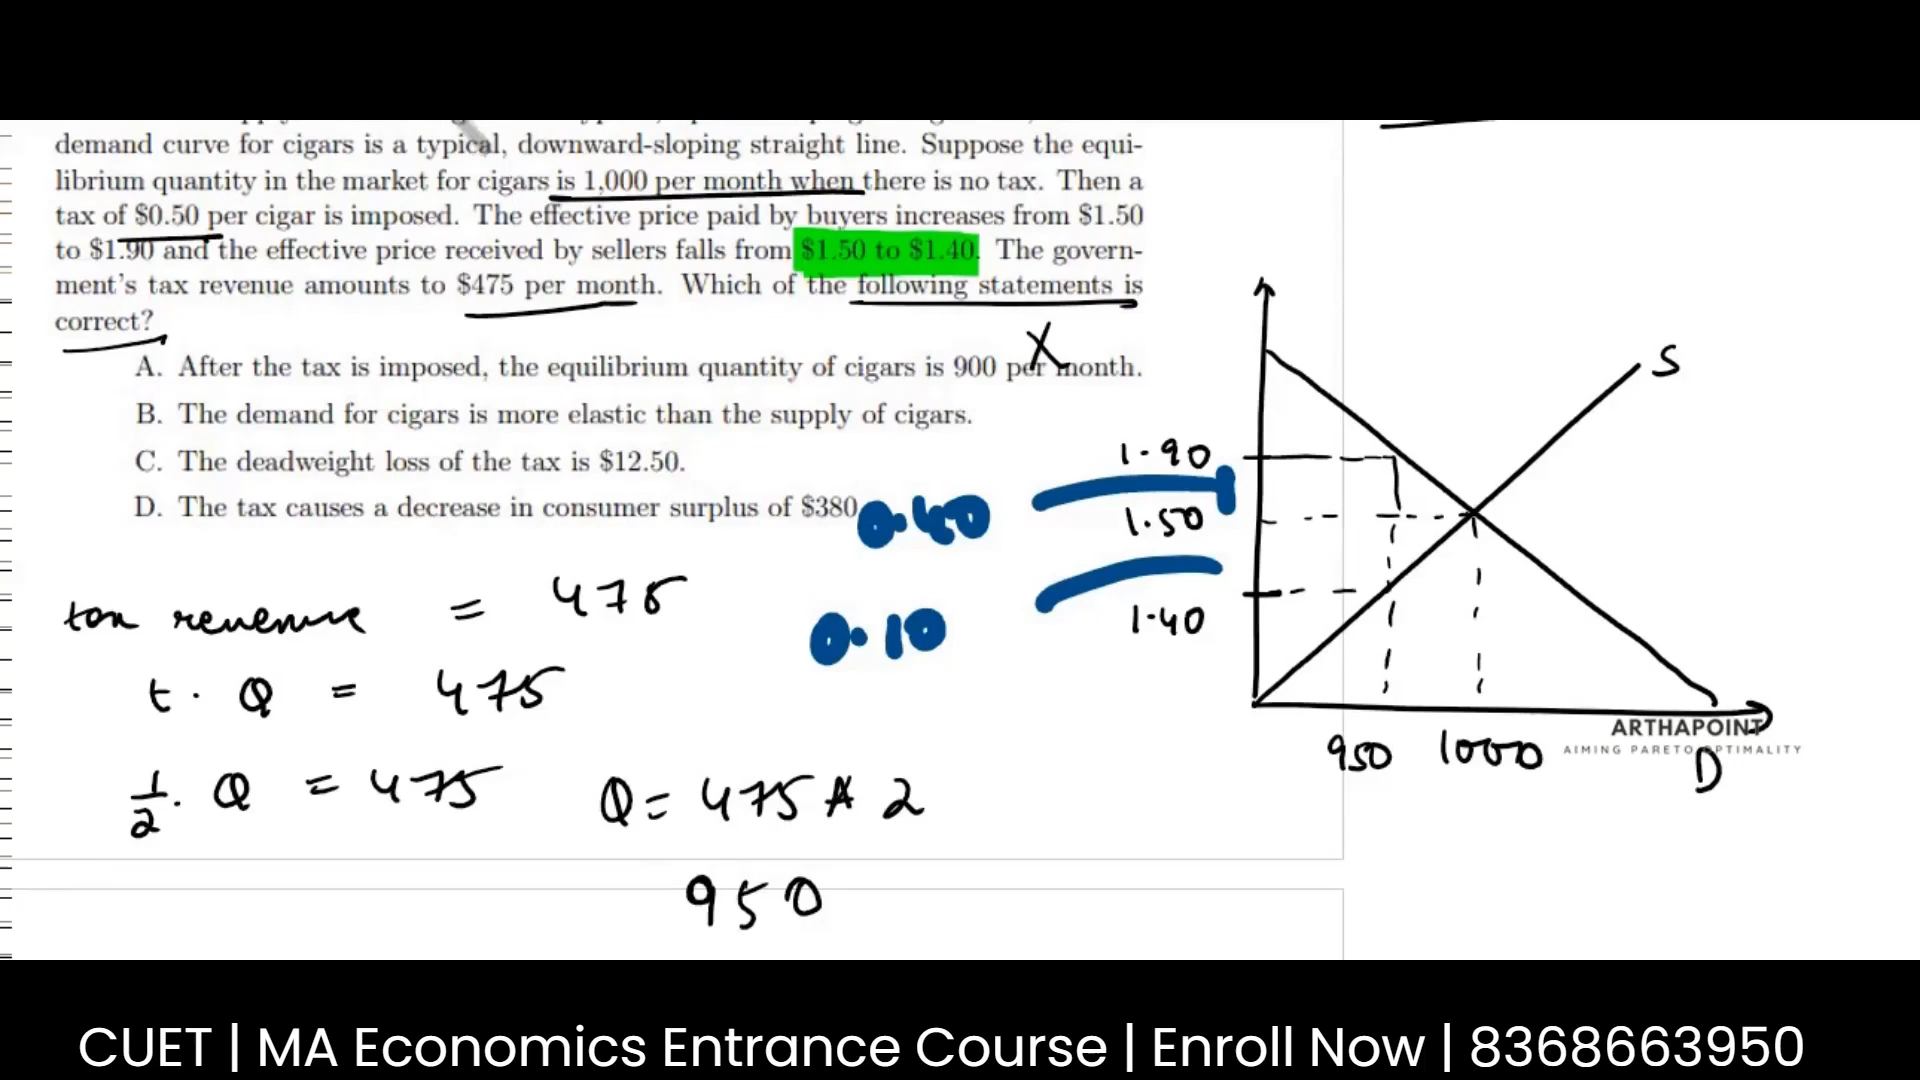 demand curve for cigars is a typical, downward-sloping straight line. Suppose the equi-
librium quantity in the market for cigars is 1,000 per month when there is no tax. Then a
tax of $0.50 per cigar is imposed. The effective price paid by buyers increases from $1.50
to $1.90 and the effective price received by sellers falls from $1.50 to $1.40. The govern-
ment's tax revenue amounts to $475 per month. Which of the following statements is
correct?
X
A. After the tax is imposed, the equilibrium quantity of cigars is 900 per month.
B. The demand for cigars is more elastic than the supply of cigars.
C. The deadweight loss of the tax is $12.50.
D. The tax causes a decrease in consumer surplus of $380
0.40
0.10
tax revenue = 475
t. Q = 475
1/2 . Q = 475 Q = 475 * 2
950
S
1.90
1.50
1.40
950 1000 D
ARTHAPOINT
AIMING PARETO OPTIMALITY
CUET | MA Economics Entrance Course | Enroll Now | 8368663950